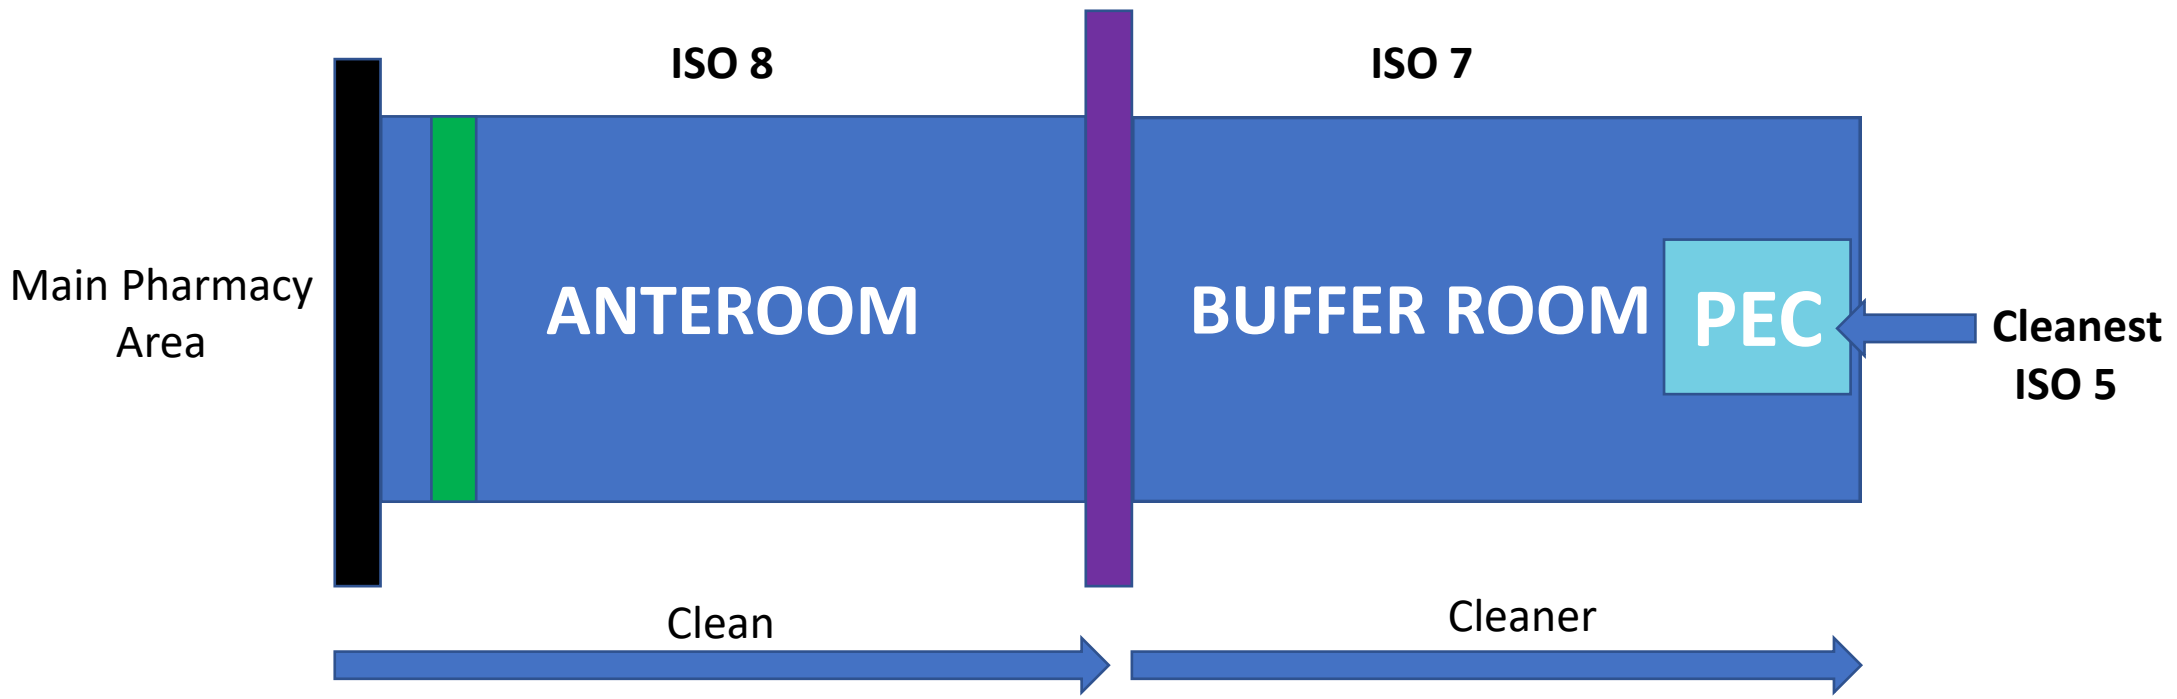 ISO 8
ISO 7
Main Pharmacy
Area
ANTEROOM
BUFFER ROOM
PEC
Cleanest
ISO 5
Clean
Cleaner